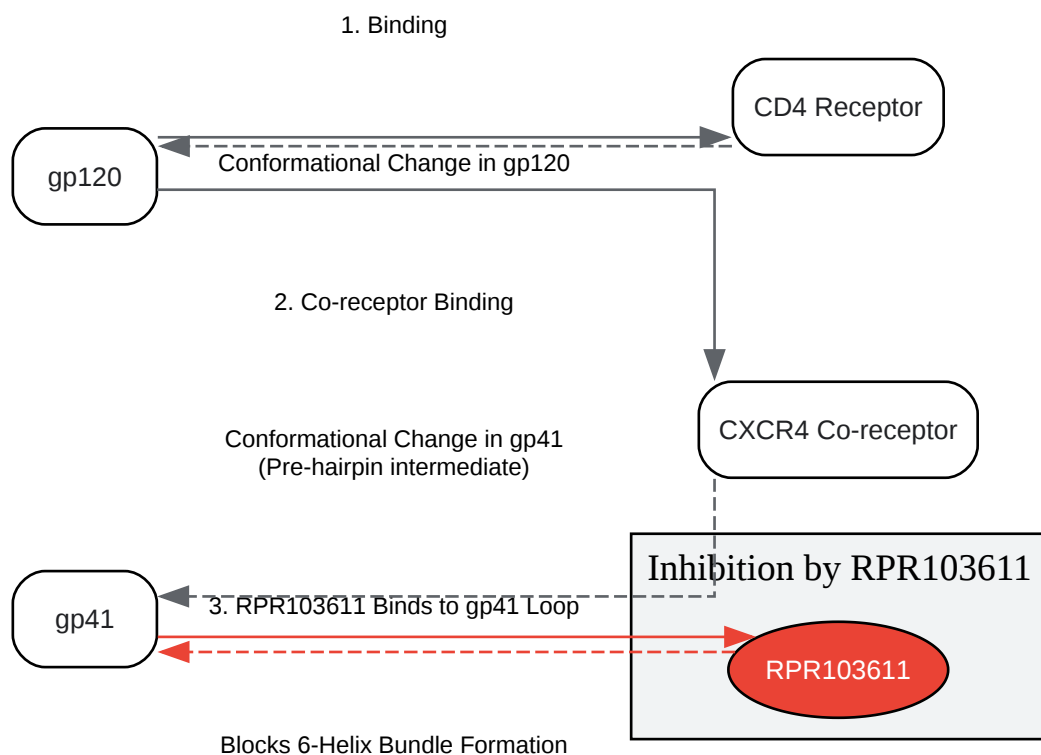 1. Binding
CD4 Receptor
gp120
Conformational Change in gp120
2. Co-receptor Binding
CXCR4 Co-receptor
Conformational Change in gp41
(Pre-hairpin intermediate)
Inhibition by RPR103611
gp41
3. RPR103611 Binds to gp41 Loop
RPR103611
Blocks 6-Helix Bundle Formation